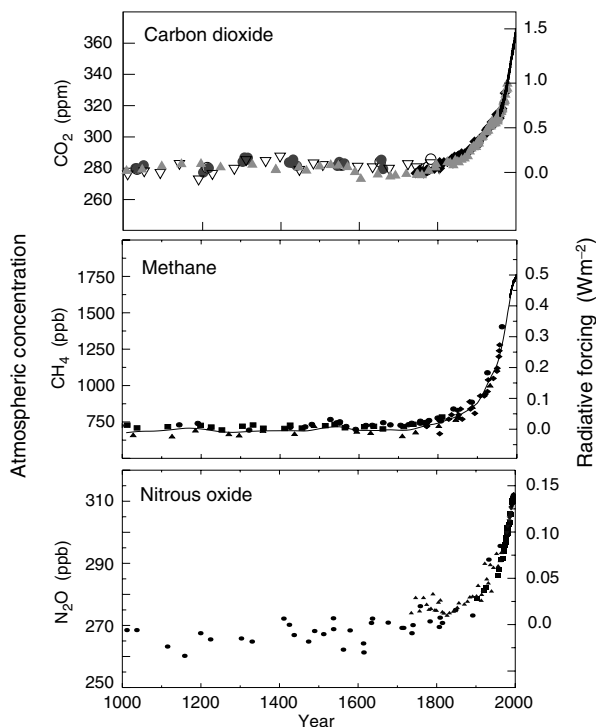 Carbon dioxide
CO2 (ppm)
360
340
320
300
280
260
1.5
1.0
0.5
0.0
Methane
CH4 (ppb)
1750
1500
1250
1000
750
0.5
0.4
0.3
0.2
0.1
0.0
Nitrous oxide
N2O (ppb)
310
290
270
250
0.15
0.10
0.05
0.0
1000 1200 1400 1600 1800 2000
Year
Atmospheric concentration
Radiative forcing (Wm−2)